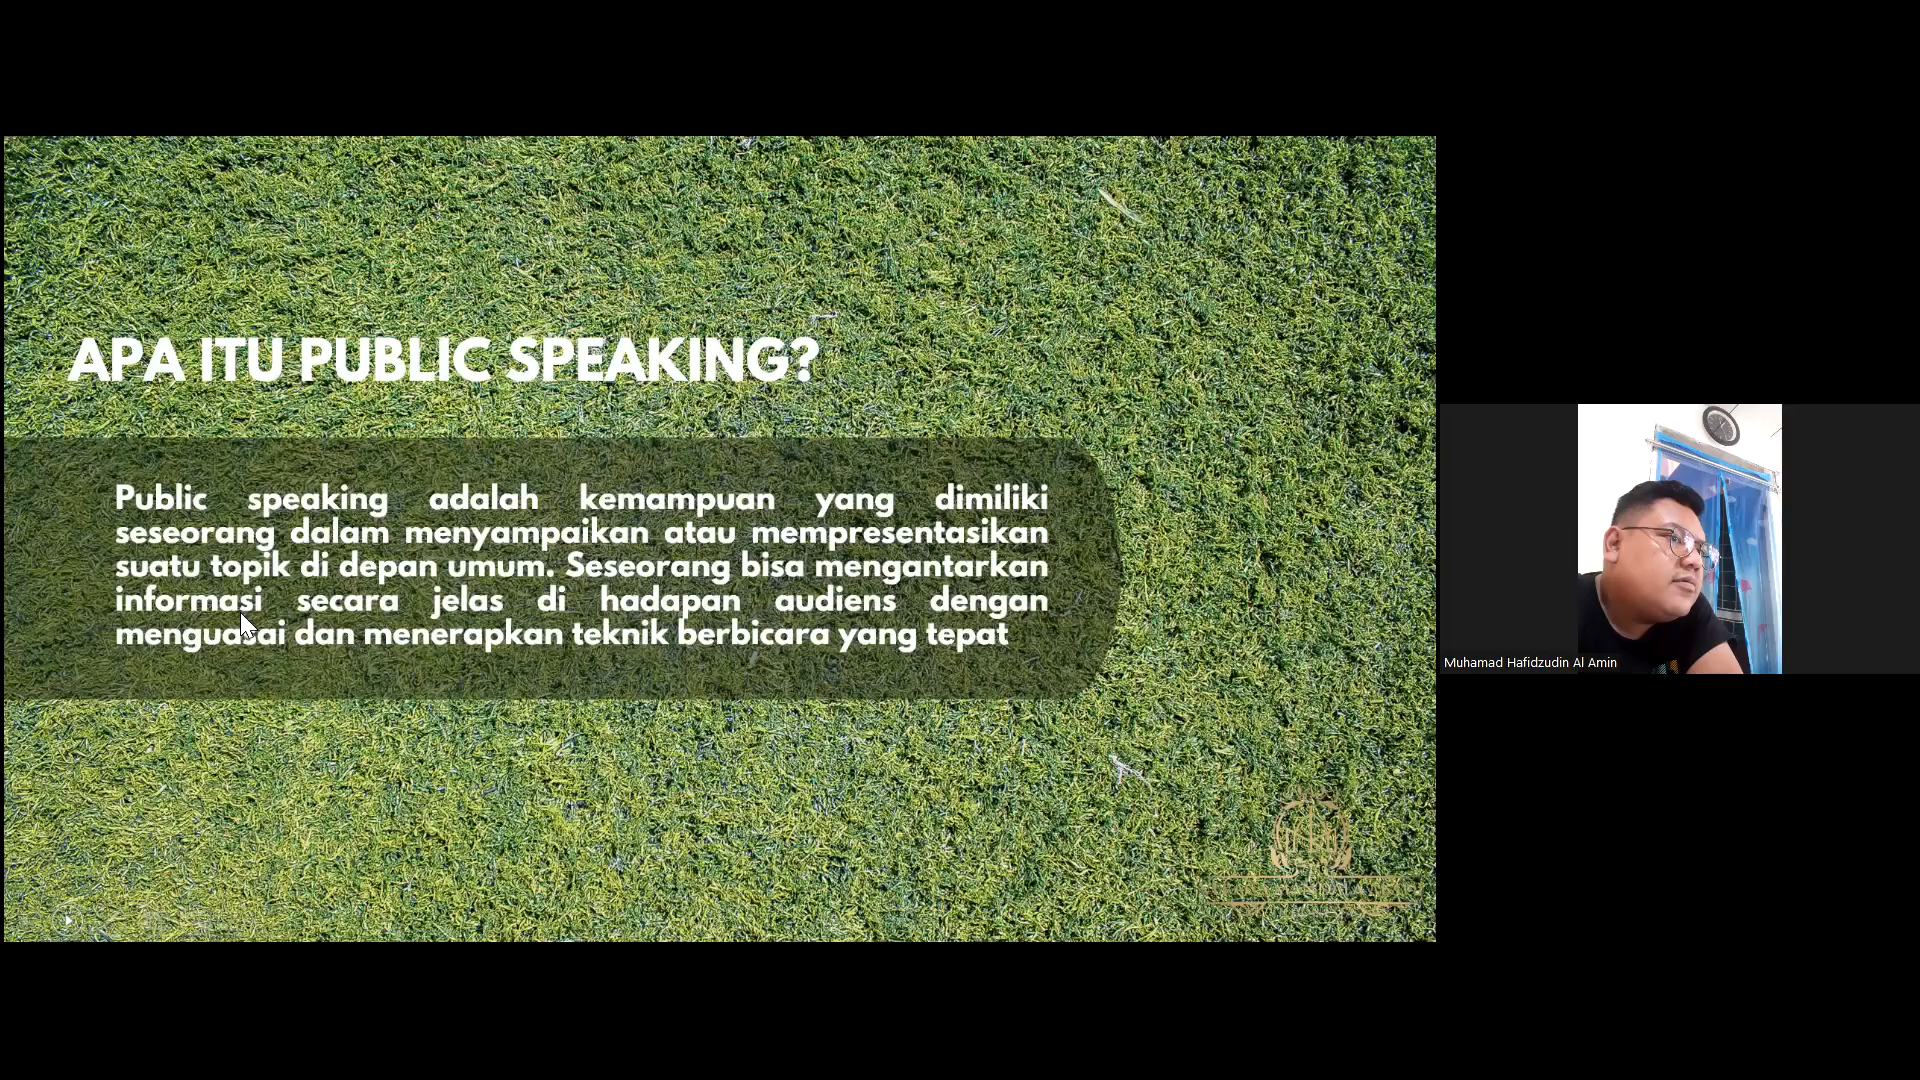 APA ITU PUBLIC SPEAKING?
Public speaking adalah kemampuan yang dimiliki
seseorang dalam menyampaikan atau mempresentasikan
suatu topik di depan umum. Seseorang bisa mengantarkan
informasi secara jelas di hadapan audiens dengan
menguasai dan menerapkan teknik berbicara yang tepat
Muhamad Hafidzudin Al Amin